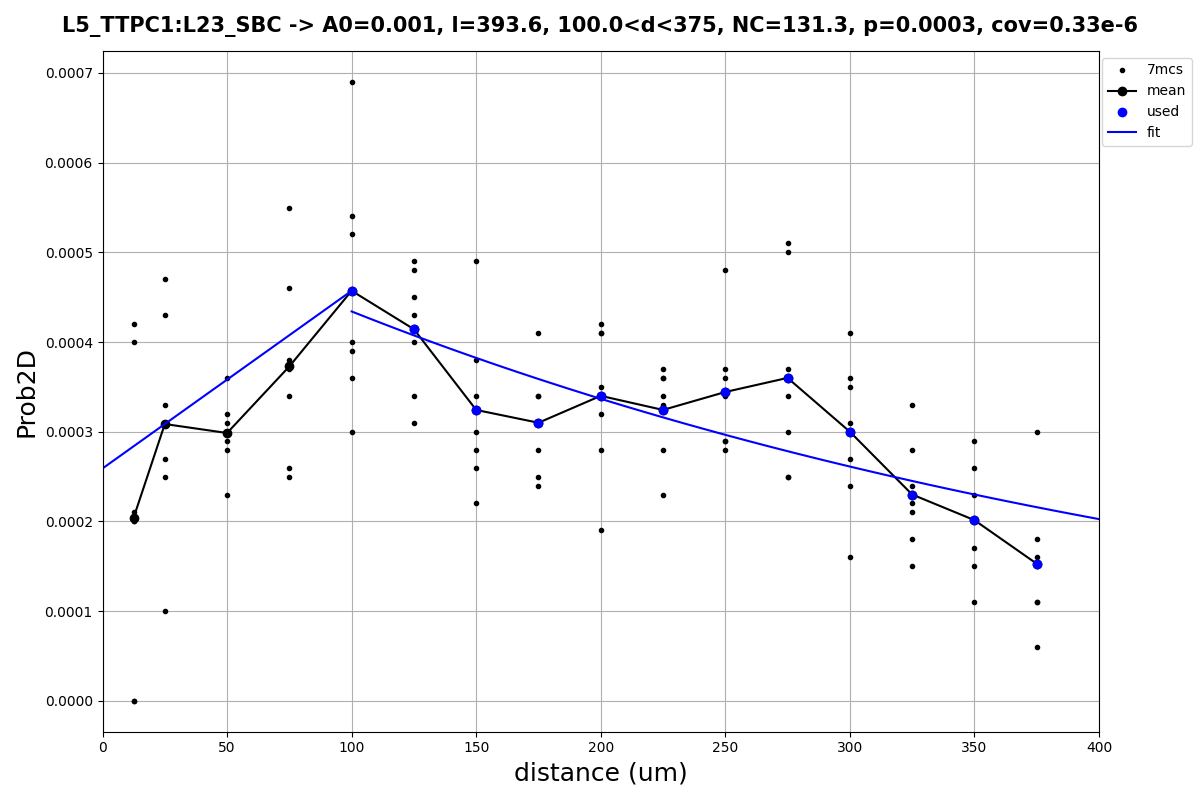 L5_TTPC1:L23_SBC -> A0=0.001, l=393.6, 100.0<d<375, NC=131.3, p=0.0003, cov=0.33e-6
7mcs
mean
used
fit
Prob2D
0.0007
0.0006
0.0005
0.0004
0.0003
0.0002
0.0001
0.0000
0 50 100 150 200 250 300 350 400
distance (um)